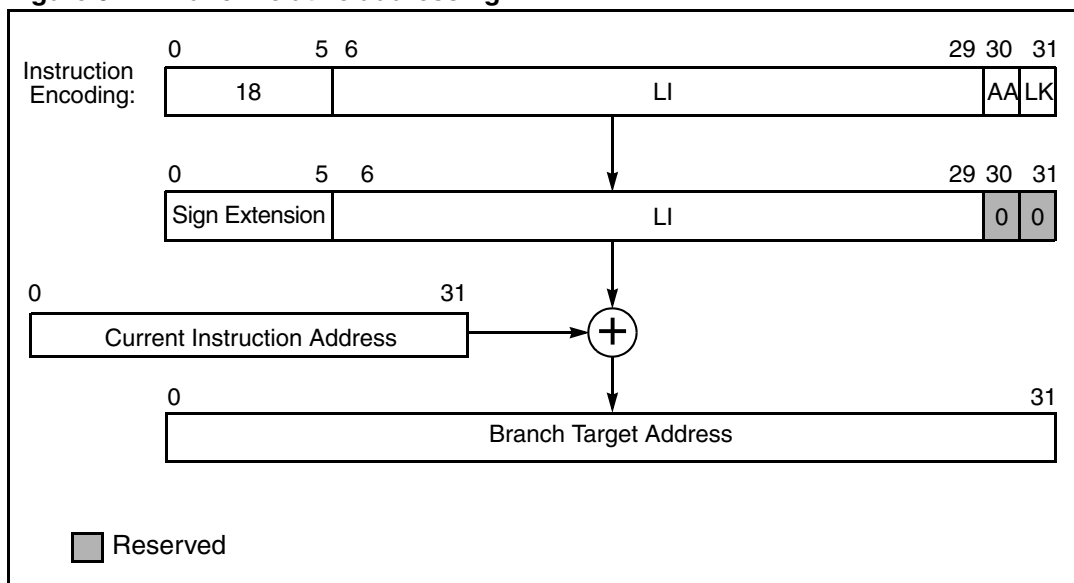 0 5 6 29 30 31
Instruction
Encoding:
18 LI AA LK
0 5 6 29 30 31
Sign Extension LI 0 0
0 31
Current Instruction Address
+
0 31
Branch Target Address
Reserved